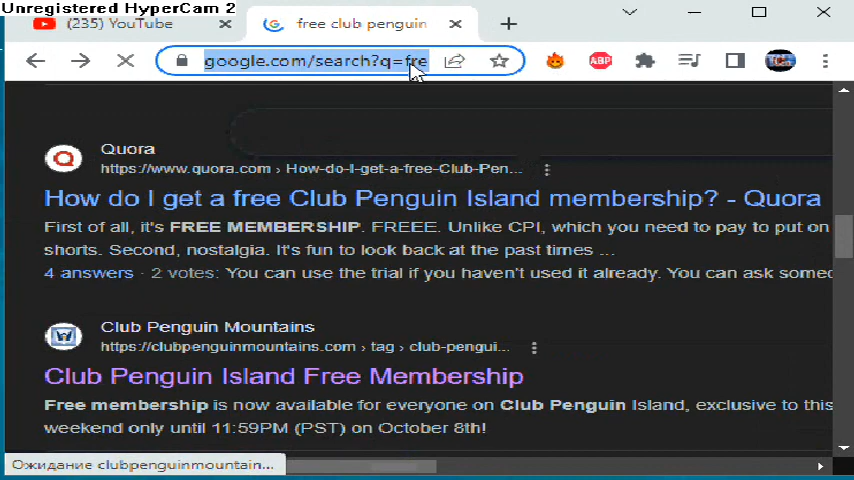 Unregistered HyperCam 2
(235) YouTube
free club penguin
google.com/search?q=fre
ABP
Quora
https://www.quora.com › How-do-I-get-a-free-Club-Pen...
How do I get a free Club Penguin Island membership? - Quora
First of all, it's FREE MEMBERSHIP. FREEE. Unlike CPI, which you need to pay to put on
shorts. Second, nostalgia. It's fun to look back at the past times ...
4 answers · 2 votes: You can use the trial if you haven't used it already. You can ask someo
Club Penguin Mountains
https://clubpenguinmountains.com › tag › club-pengui...
Club Penguin Island Free Membership
Free membership is now available for everyone on Club Penguin Island, exclusive to this
weekend only until 11:59PM (PST) on October 8th!
Ожидание clubpenguinmountain...